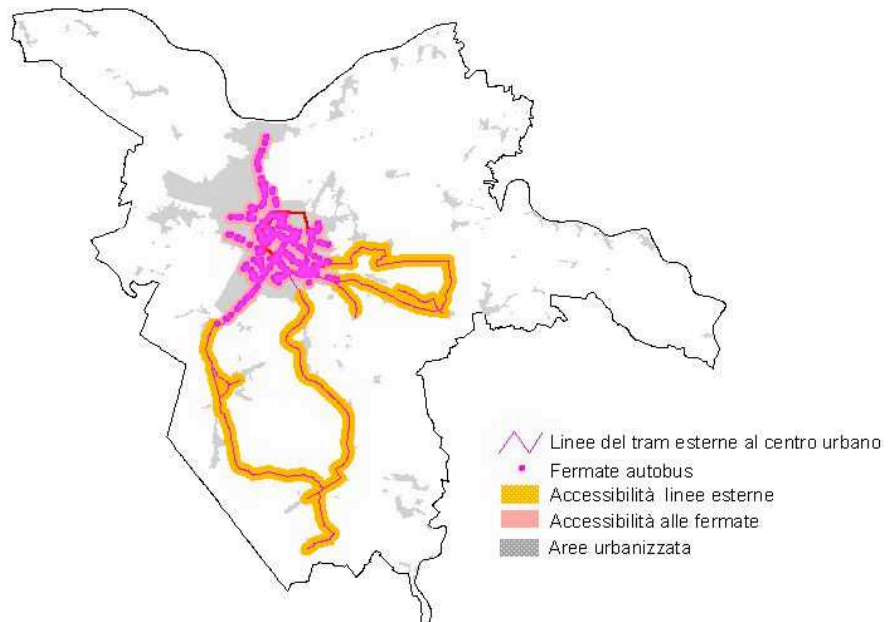 Linee del tram esterne al centro urbano
Fermate autobus
Accessibilità linee esterne
Accessibilità alle fermate
Aree urbanizzata